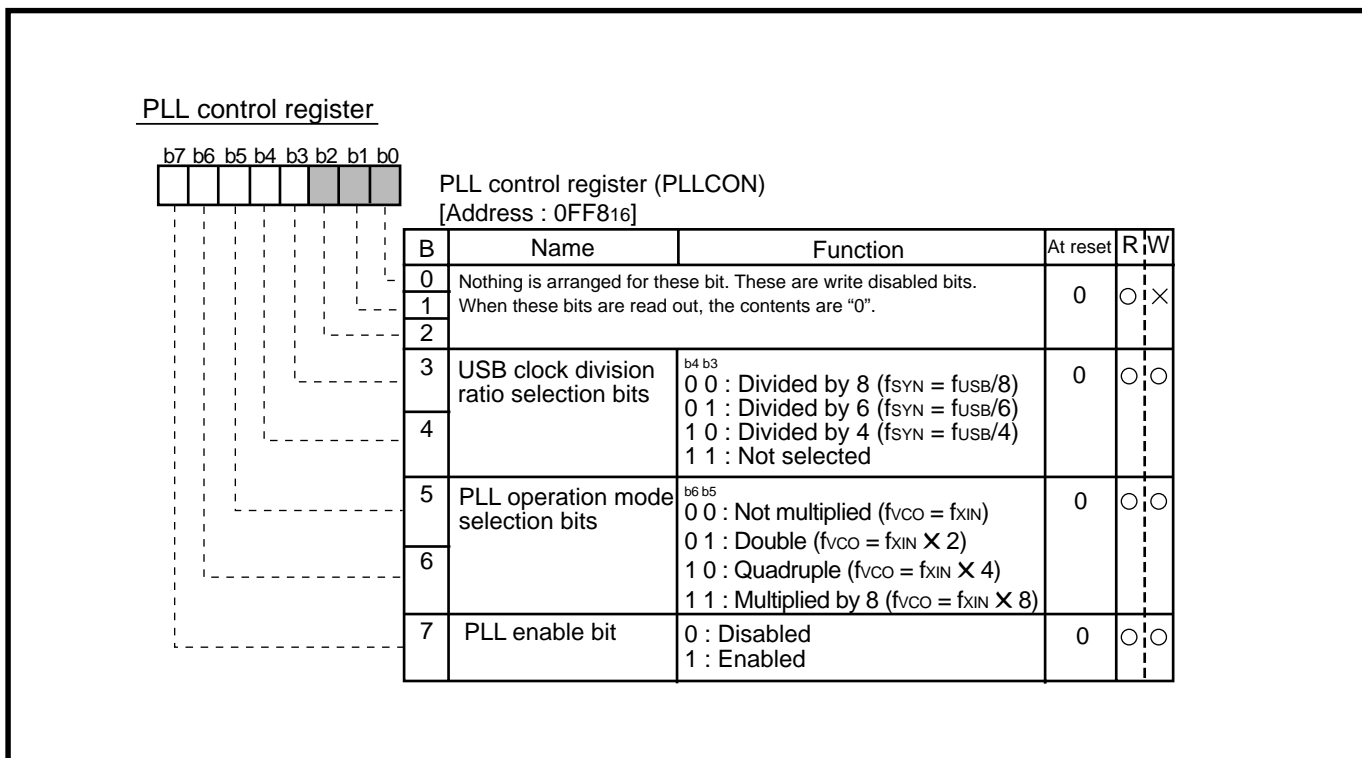 PLL control register
b7 b6 b5 b4 b3 b2 b1 b0
PLL control register (PLLCON)
[Address : 0FF816]
B Name Function At reset R W
0 Nothing is arranged for these bit. These are write disabled bits.
1 When these bits are read out, the contents are “0”. 0 ○ ×
2
3 USB clock division ratio selection bits
b4 b3
0 0 : Divided by 8 (fSYN = fUSB/8) 0 ○ ○
0 1 : Divided by 6 (fSYN = fUSB/6)
4 1 0 : Divided by 4 (fSYN = fUSB/4)
1 1 : Not selected
5 PLL operation mode selection bits
b6 b5
0 0 : Not multiplied (fVCO = fXIN) 0 ○ ○
0 1 : Double (fVCO = fXIN × 2)
6 1 0 : Quadruple (fVCO = fXIN × 4)
1 1 : Multiplied by 8 (fVCO = fXIN × 8)
7 PLL enable bit 0 : Disabled 0 ○ ○
1 : Enabled